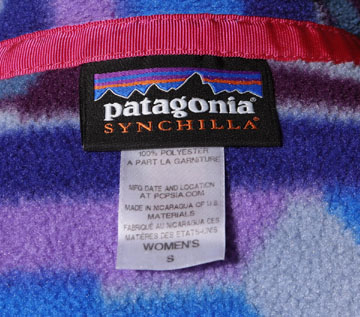 patagonia®
SYNCHILLA®
100% POLYESTER
A PART LA GARNITURE
MFG DATE AND LOCATION
AT PCPSIA.COM
MADE IN NICARAGUA OF U.S.
MATERIALS
FABRIQUÉ AU NICARAGUA DES
MATIÈRES DES ÉTATS-UNIS
WOMEN'S
S